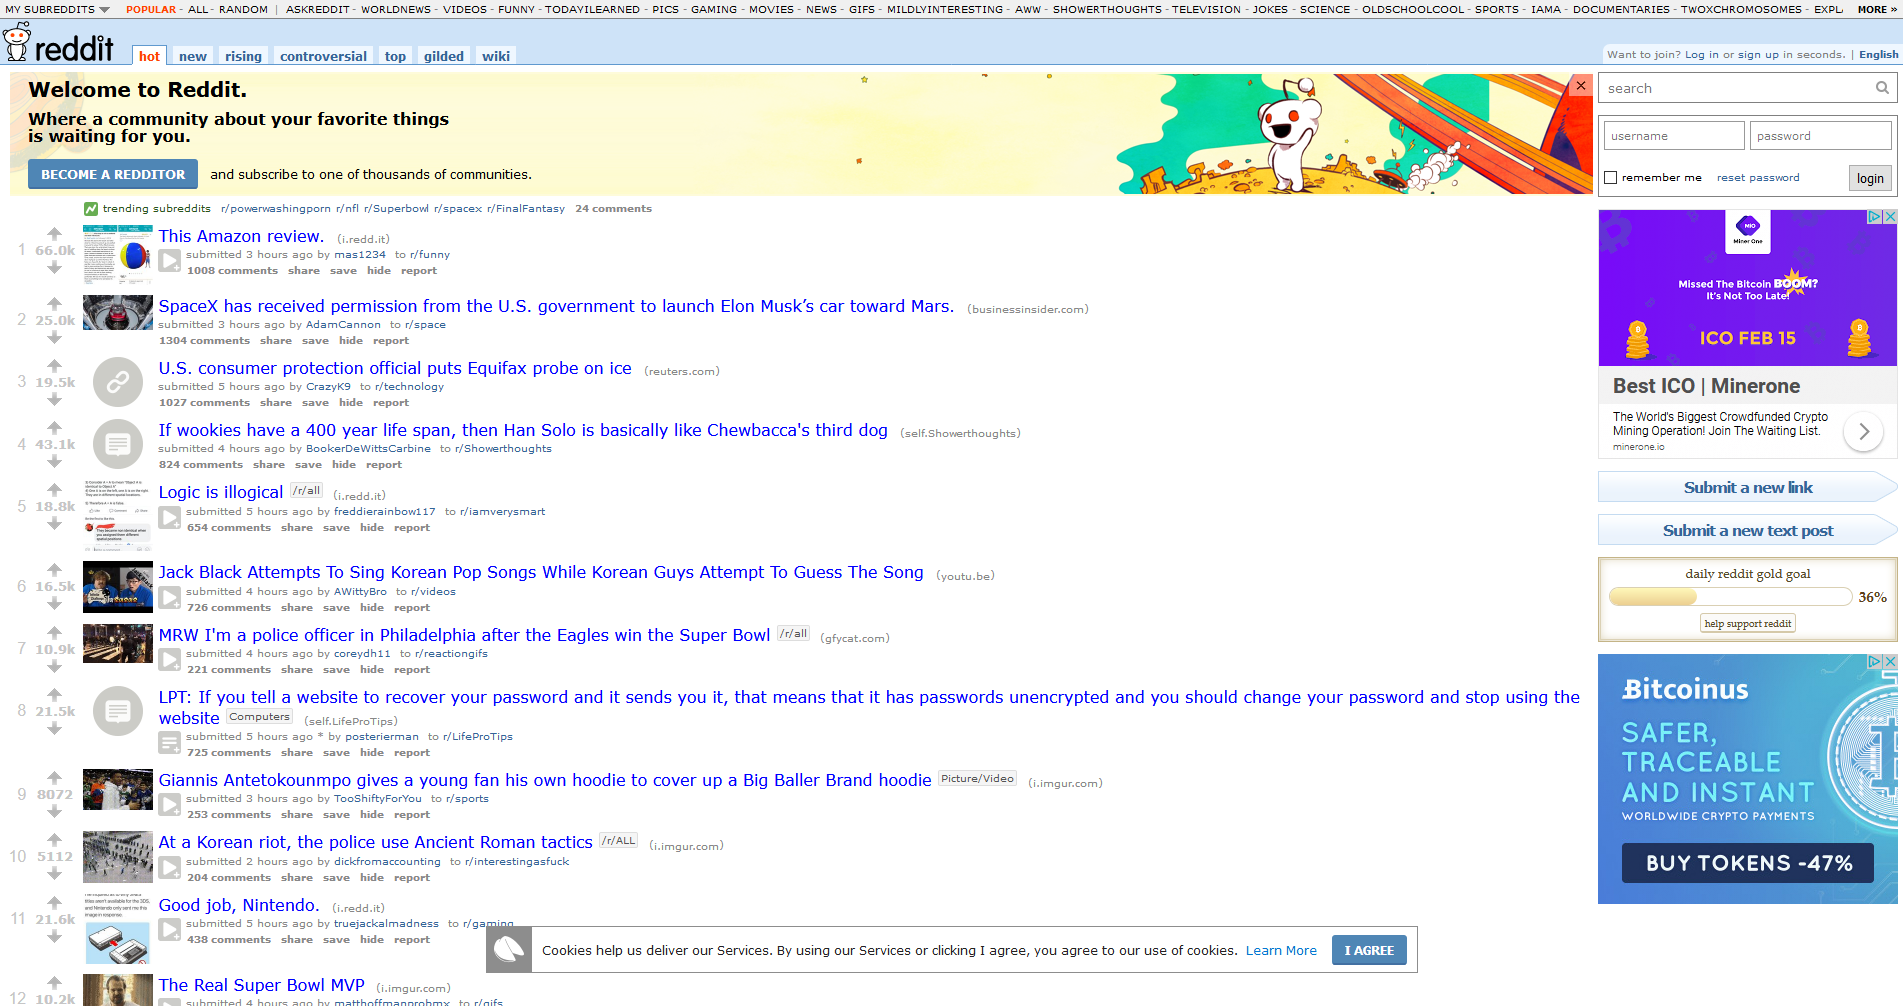 MY SUBREDDITS POPULAR - ALL - RANDOM | ASKREDDIT - WORLDNEWS - VIDEOS - FUNNY - TODAYILEARNED - PICS - GAMING - MOVIES - NEWS - GIFS - MILDLYINTERESTING - AWW - SHOWERTHOUGHTS - TELEVISION - JOKES - SCIENCE - OLDSCHOOLCOOL - SPORTS - IAMA - DOCUMENTARIES - TWOXCHROMOSOMES - EXPL MORE »
reddit hot new rising controversial top gilded wiki
Want to join? Log in or sign up in seconds. | English
Welcome to Reddit.
Where a community about your favorite things
is waiting for you.
BECOME A REDDITOR and subscribe to one of thousands of communities.
trending subreddits r/powerwashingporn r/nfl r/Superbowl r/spacex r/FinalFantasy 24 comments
1 66.0k
This Amazon review. (i.redd.it)
submitted 3 hours ago by mas1234 to r/funny
1008 comments share save hide report
2 25.0k
SpaceX has received permission from the U.S. government to launch Elon Musk’s car toward Mars. (businessinsider.com)
submitted 3 hours ago by AdamCannon to r/space
1304 comments share save hide report
3 19.5k
U.S. consumer protection official puts Equifax probe on ice (reuters.com)
submitted 5 hours ago by CrazyK9 to r/technology
1027 comments share save hide report
4 43.1k
If wookies have a 400 year life span, then Han Solo is basically like Chewbacca's third dog (self.Showerthoughts)
submitted 4 hours ago by BookerDeWittsCarbine to r/Showerthoughts
824 comments share save hide report
5 18.8k
Logic is illogical /r/all (i.redd.it)
submitted 5 hours ago by freddierainbow117 to r/iamverysmart
654 comments share save hide report
6 16.5k
Jack Black Attempts To Sing Korean Pop Songs While Korean Guys Attempt To Guess The Song (youtu.be)
submitted 4 hours ago by AWittyBro to r/videos
726 comments share save hide report
7 10.9k
MRW I'm a police officer in Philadelphia after the Eagles win the Super Bowl /r/all (gfycat.com)
submitted 4 hours ago by coreydh11 to r/reactiongifs
221 comments share save hide report
8 21.5k
LPT: If you tell a website to recover your password and it sends you it, that means that it has passwords unencrypted and you should change your password and stop using the
website Computers (self.LifeProTips)
submitted 5 hours ago * by posterierman to r/LifeProTips
725 comments share save hide report
9 8072
Giannis Antetokounmpo gives a young fan his own hoodie to cover up a Big Baller Brand hoodie Picture/Video (i.imgur.com)
submitted 3 hours ago by TooShiftyForYou to r/sports
253 comments share save hide report
10 5112
At a Korean riot, the police use Ancient Roman tactics /r/ALL (i.imgur.com)
submitted 2 hours ago by dickfromaccounting to r/interestingasfuck
204 comments share save hide report
11 21.6k
Good job, Nintendo. (i.redd.it)
submitted 5 hours ago by truejackalmadness to r/gaming
438 comments share save hide report
12 10.2k
The Real Super Bowl MVP (i.imgur.com)
submitted 4 hours ago by matthoffmanprobmx to r/gifs
search
username password
remember me reset password login
MIO
Miner One
Missed The Bitcoin BOOM?
It's Not Too Late!
ICO FEB 15
Best ICO | Minerone
The World's Biggest Crowdfunded Crypto
Mining Operation! Join The Waiting List.
minerone.io
Submit a new link
Submit a new text post
daily reddit gold goal
36%
help support reddit
Bitcoinus
SAFER,
TRACEABLE
AND INSTANT
WORLDWIDE CRYPTO PAYMENTS
BUY TOKENS -47%
Cookies help us deliver our Services. By using our Services or clicking I agree, you agree to our use of cookies. Learn More I AGREE